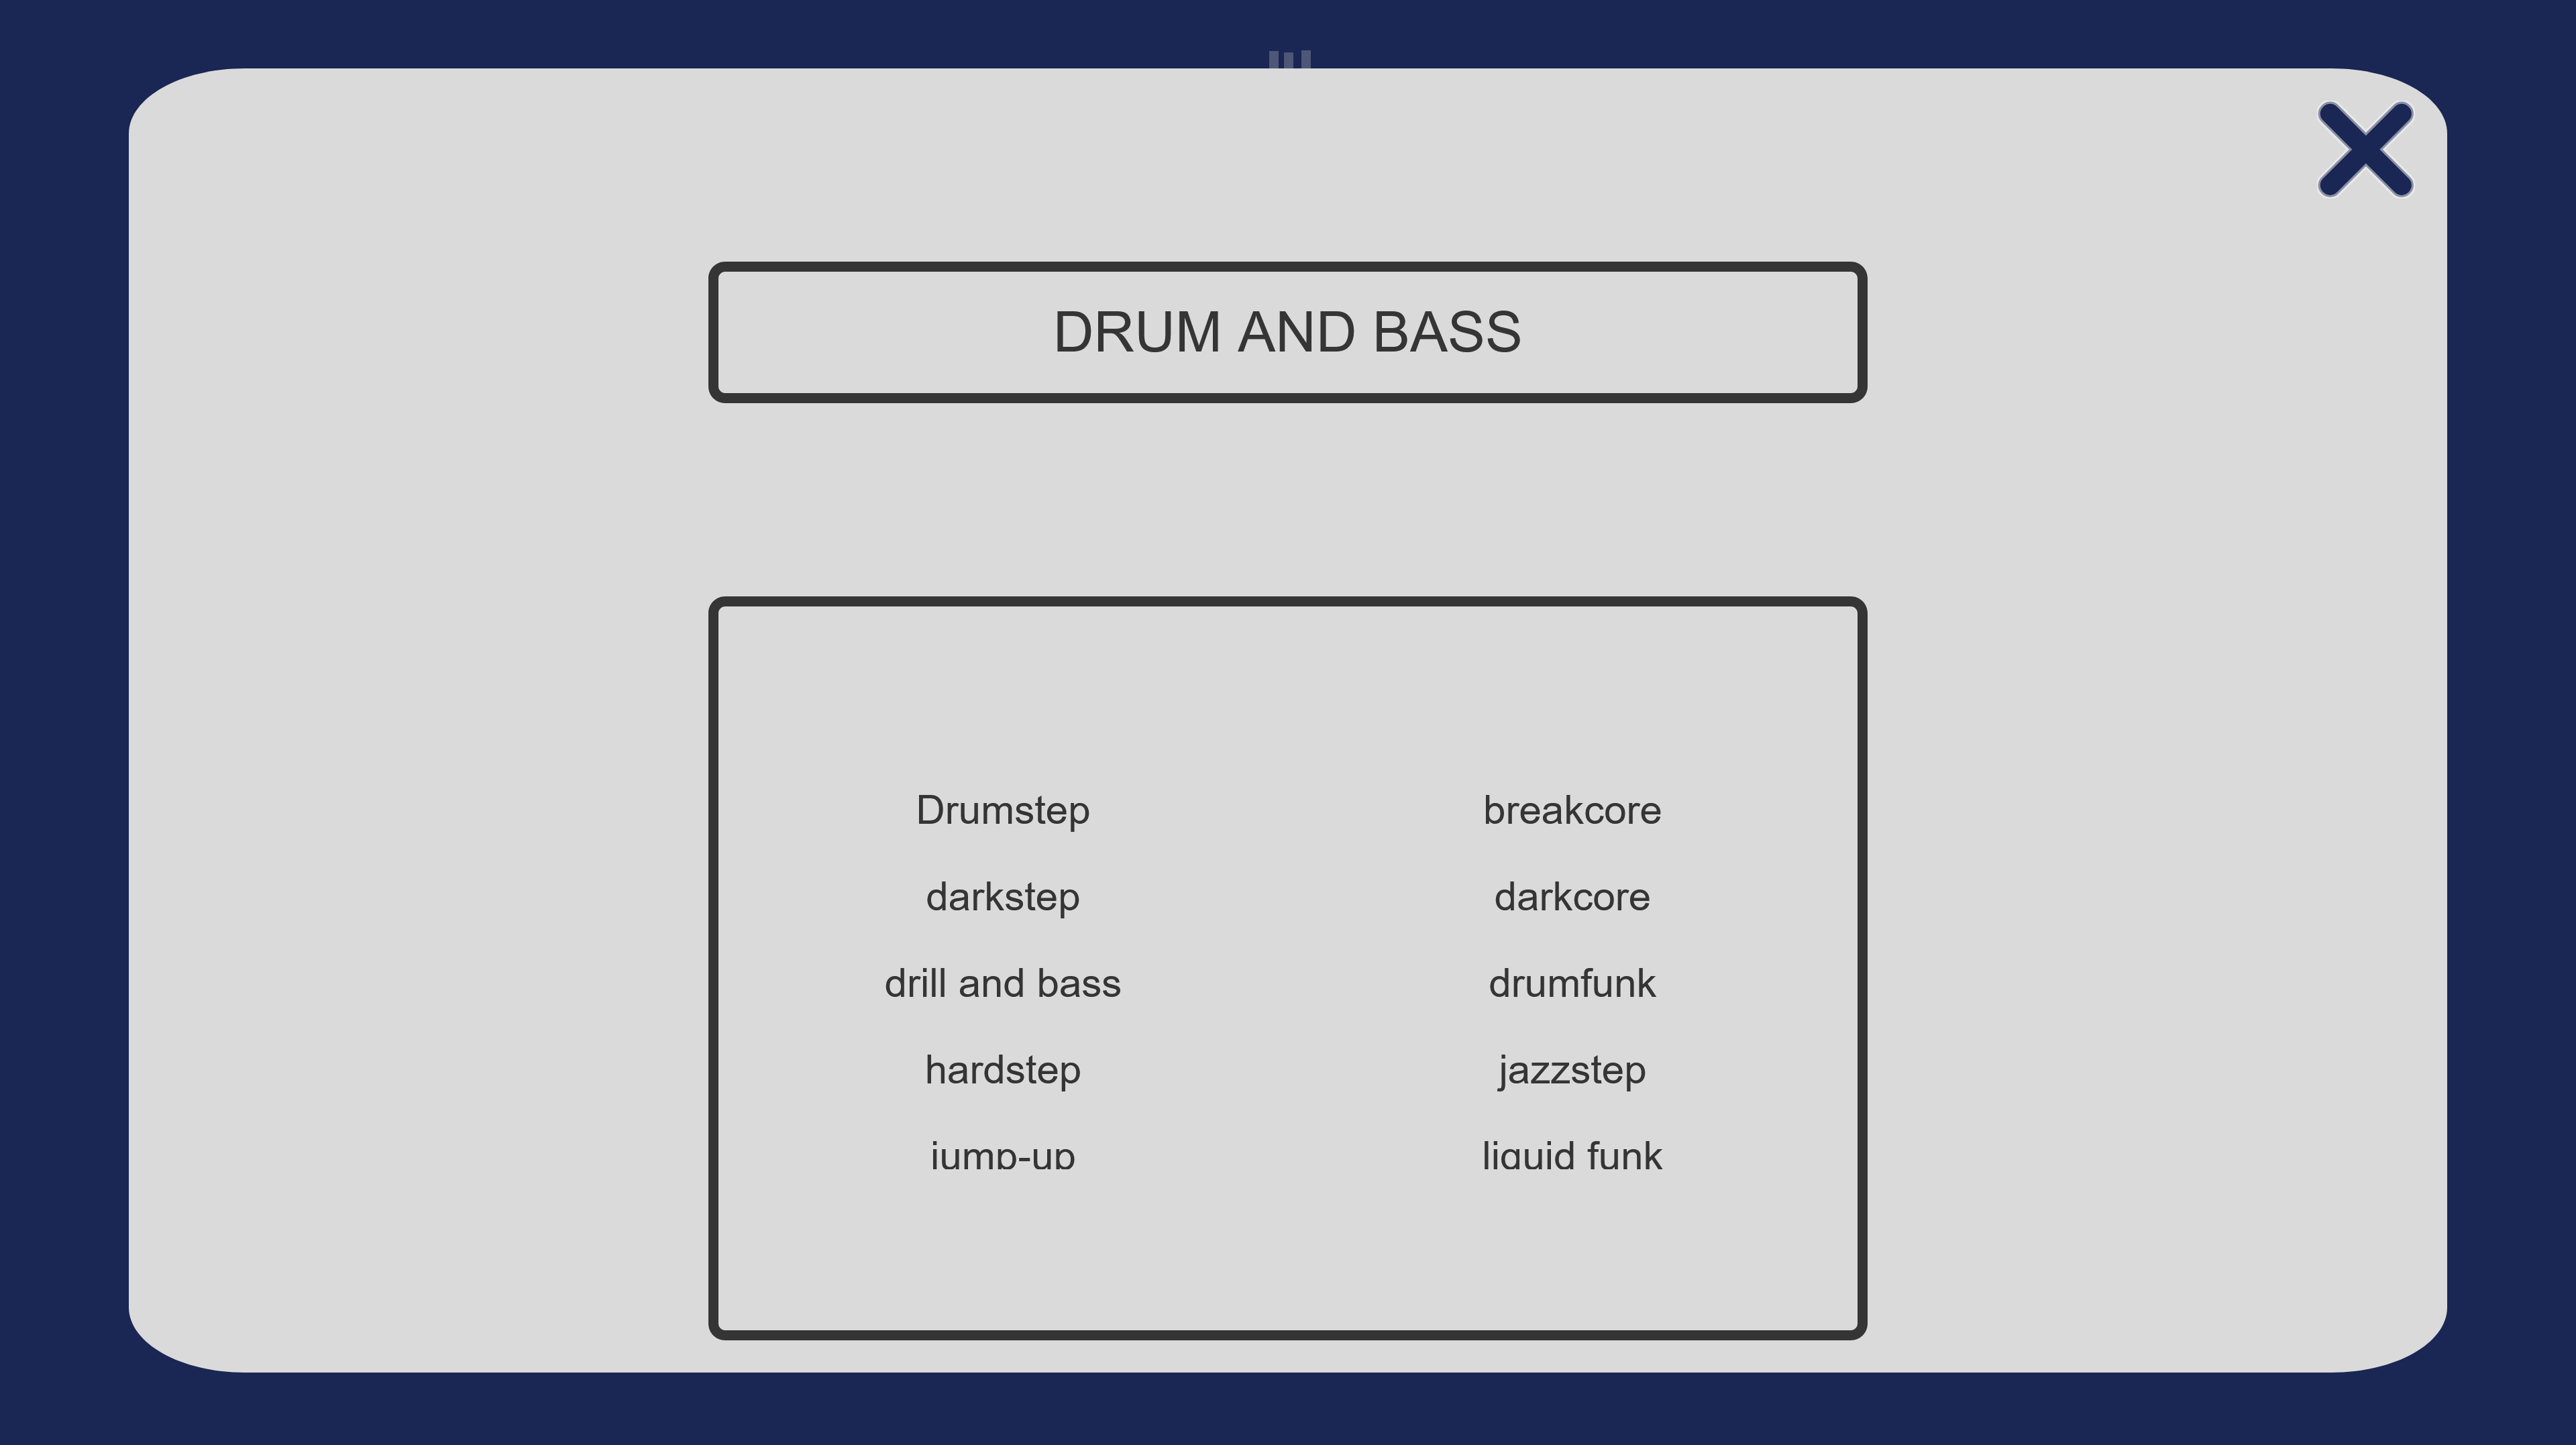 DRUM AND BASS
Drumstep breakcore
darkstep darkcore
drill and bass drumfunk
hardstep jazzstep
jump-up liquid funk